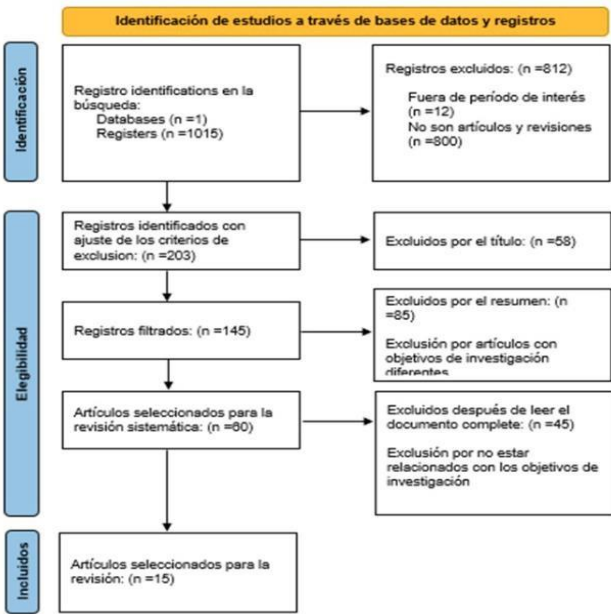 Identificación de estudios a través de bases de datos y registros
Identificación
Registro identifications en la
búsqueda:
Databases (n =1)
Registers (n =1015)
Registros excluidos: (n =812)
Fuera de período de interés
(n =12)
No son artículos y revisiones
(n =800)
Elegibilidad
Registros identificados con
ajuste de los criterios de
exclusion: (n =203)
Excluidos por el título: (n =58)
Registros filtrados: (n =145)
Excluidos por el resumen: (n
=85)
Exclusión por artículos con
objetivos de investigación
diferentes
Artículos seleccionados para la
revisión sistemática: (n =60)
Excluidos después de leer el
documento complete: (n =45)
Exclusión por no estar
relacionados con los objetivos de
investigación
Incluidos
Artículos seleccionados para la
revisión: (n =15)